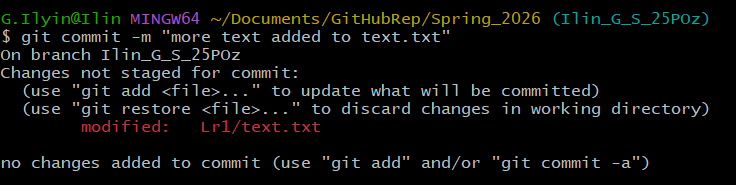 G.Ilyin@Ilin MINGW64 ~/Documents/GitHubRep/Spring_2026 (Ilin_G_S_25POz)
$ git commit -m "more text added to text.txt"
On branch Ilin_G_S_25POz
Changes not staged for commit:
  (use "git add <file>..." to update what will be committed)
  (use "git restore <file>..." to discard changes in working directory)
        modified:   Lr1/text.txt

no changes added to commit (use "git add" and/or "git commit -a")